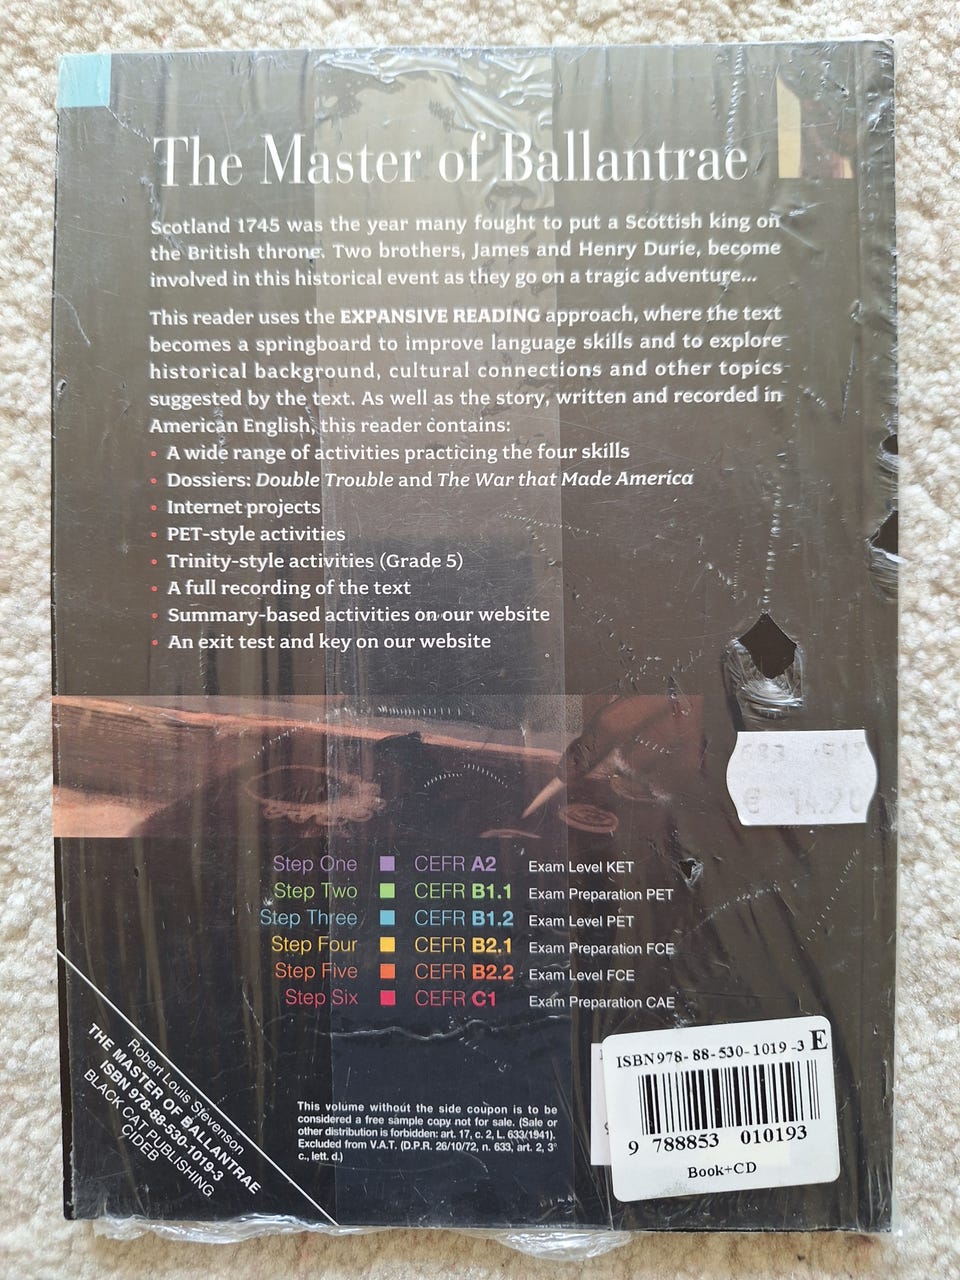 The Master of Ballantrae
Scotland 1745 was the year many fought to put a Scottish king on
the British throne. Two brothers, James and Henry Durie, become
involved in this historical event as they go on a tragic adventure...
This reader uses the EXPANSIVE READING approach, where the text
becomes a springboard to improve language skills and to explore
historical background, cultural connections and other topics
suggested by the text. As well as the story, written and recorded in
American English, this reader contains:
• A wide range of activities practicing the four skills
• Dossiers: Double Trouble and The War that Made America
• Internet projects
• PET-style activities
• Trinity-style activities (Grade 5)
• A full recording of the text
• Summary-based activities on our website
• An exit test and key on our website
€ 14.90
Step One CEFR A2 Exam Level KET
Step Two CEFR B1.1 Exam Preparation PET
Step Three CEFR B1.2 Exam Level PET
Step Four CEFR B2.1 Exam Preparation FCE
Step Five CEFR B2.2 Exam Level FCE
Step Six CEFR C1 Exam Preparation CAE
Robert Louis Stevenson
THE MASTER OF BALLANTRAE
ISBN 978-88-530-1019-3
BLACK CAT PUBLISHING
CIDEB
This volume without the side coupon is to be
considered a free sample copy not for sale. (Sale or
other distribution is forbidden: art. 17, c. 2, L. 633/1941).
Excluded from V.A.T. (D.P.R. 26/10/72, n. 633, art. 2, 3°
c., lett. d.)
ISBN 978-88-530-1019-3 E
9 788853 010193
Book+CD